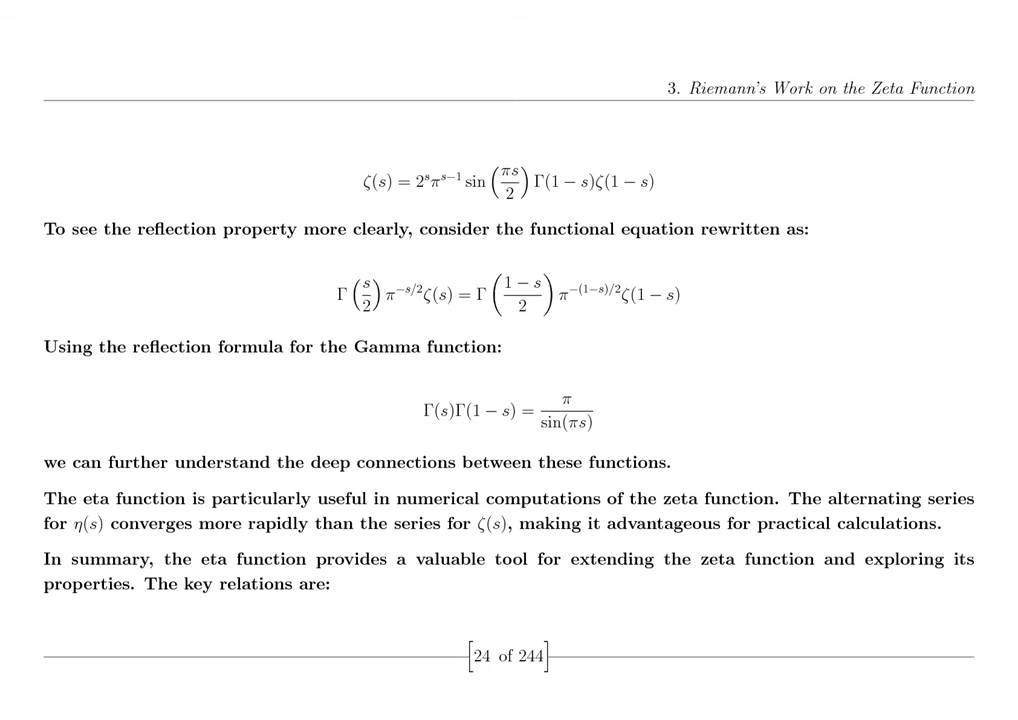 3. Riemann's Work on the Zeta Function
ζ(s) = 2^s π^{s−1} sin (πs/2) Γ(1 − s)ζ(1 − s)
To see the reflection property more clearly, consider the functional equation rewritten as:
Γ (s/2) π^{−s/2} ζ(s) = Γ ((1 − s)/2) π^{−(1−s)/2} ζ(1 − s)
Using the reflection formula for the Gamma function:
Γ(s)Γ(1 − s) = π/sin(πs)
we can further understand the deep connections between these functions.
The eta function is particularly useful in numerical computations of the zeta function. The alternating series
for η(s) converges more rapidly than the series for ζ(s), making it advantageous for practical calculations.
In summary, the eta function provides a valuable tool for extending the zeta function and exploring its
properties. The key relations are:
[24 of 244]